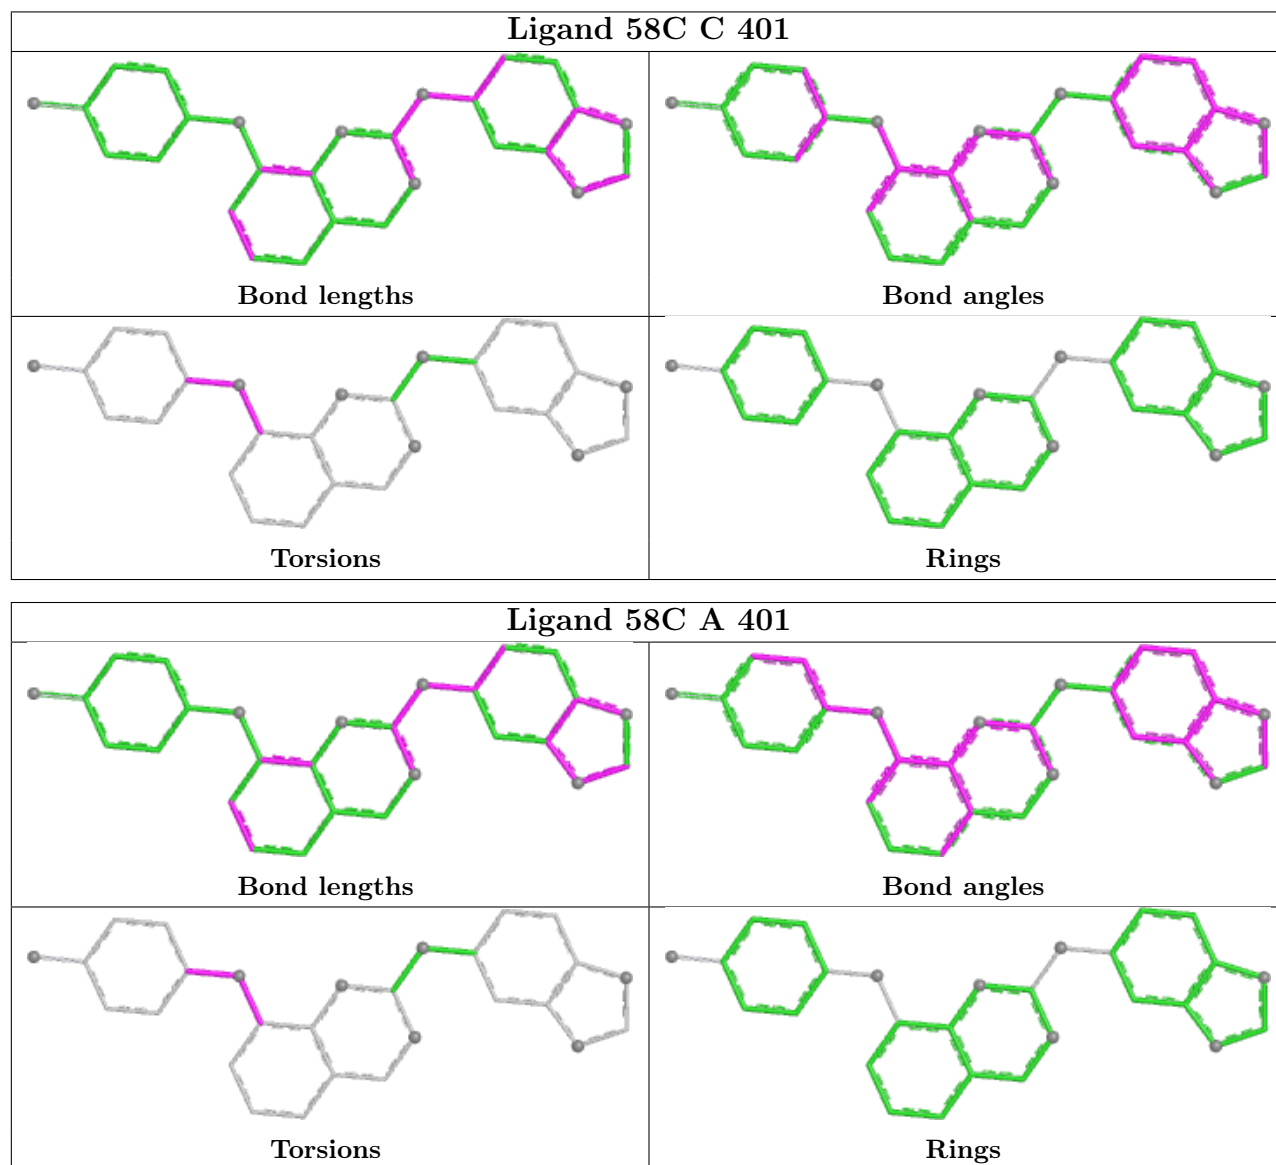 Ligand 58C C 401
Bond lengths
Bond angles
Torsions
Rings
Ligand 58C A 401
Bond lengths
Bond angles
Torsions
Rings